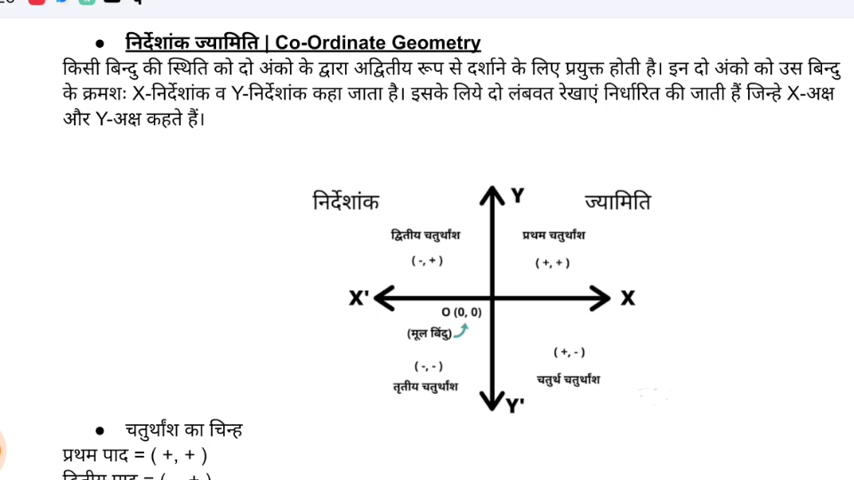 ● निर्देशांक ज्यामिति | Co-Ordinate Geometry
किसी बिन्दु की स्थिति को दो अंको के द्वारा अद्वितीय रूप से दर्शाने के लिए प्रयुक्त होती है। इन दो अंको को उस बिन्दु
के क्रमशः X-निर्देशांक व Y-निर्देशांक कहा जाता है। इसके लिये दो लंबवत रेखाएं निर्धारित की जाती हैं जिन्हे X-अक्ष
और Y-अक्ष कहते हैं।
निर्देशांक Y ज्यामिति
द्वितीय चतुर्थांश प्रथम चतुर्थांश
(-, +) (+, +)
X' X
O (0, 0)
(मूल बिंदु)
(+, -)
(-, -)
चतुर्थ चतुर्थांश
तृतीय चतुर्थांश
Y'
● चतुर्थांश का चिन्ह
प्रथम पाद = ( +, + )